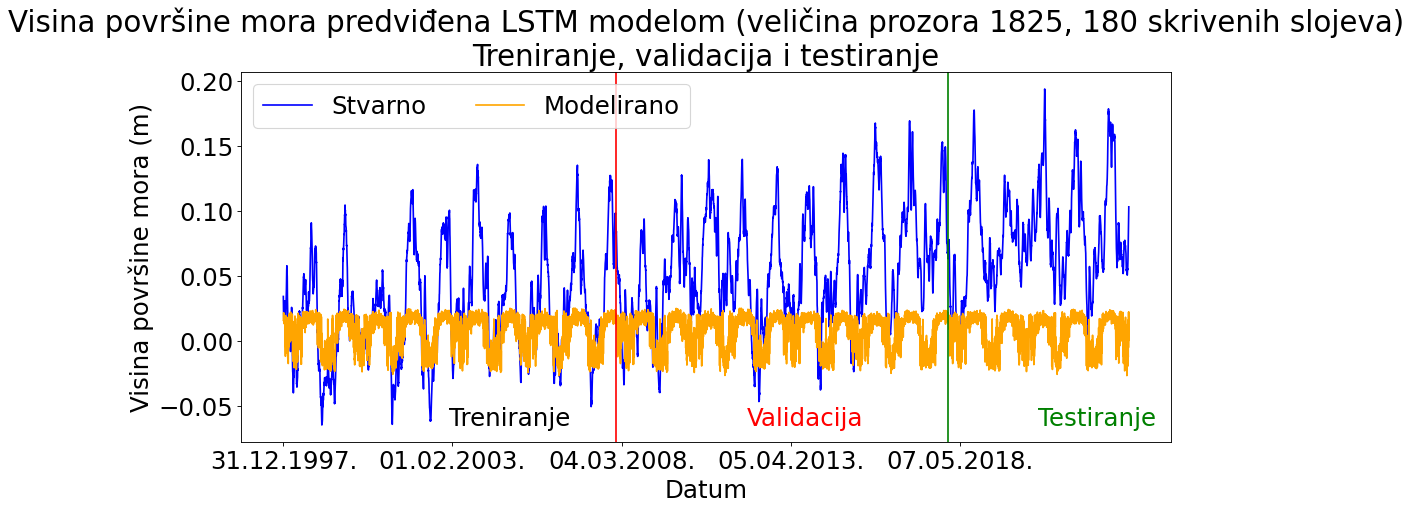 Visina površine mora predviđena LSTM modelom (veličina prozora 1825, 180 skrivenih slojeva)
Treniranje, validacija i testiranje
Stvarno
Modelirano
Visina površine mora (m)
0.20
0.15
0.10
0.05
0.00
−0.05
Treniranje
Validacija
Testiranje
31.12.1997.
01.02.2003.
04.03.2008.
05.04.2013.
07.05.2018.
Datum